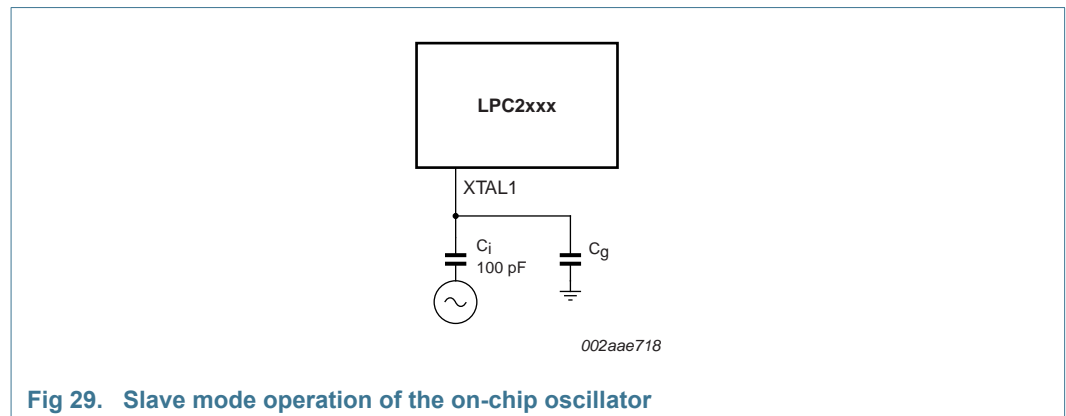 LPC2xxx
XTAL1
Ci
100 pF
Cg
002aae718
Fig 29. Slave mode operation of the on-chip oscillator